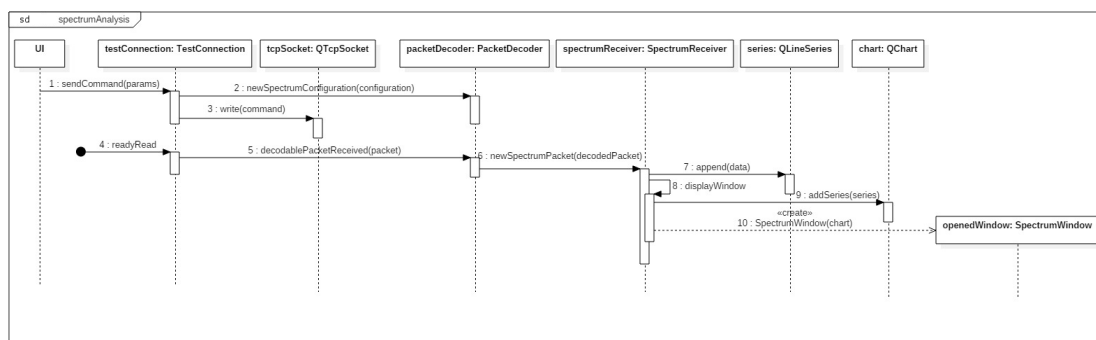 sd spectrumAnalysis
UI
testConnection: TestConnection
tcpSocket: QTcpSocket
packetDecoder: PacketDecoder
spectrumReceiver: SpectrumReceiver
series: QLineSeries
chart: QChart
1 : sendCommand(params)
2 : newSpectrumConfiguration(configuration)
3 : write(command)
4 : readyRead
5 : decodablePacketReceived(packet)
6 : newSpectrumPacket(decodedPacket)
7 : append(data)
8 : displayWindow
9 : addSeries(series)
«create»
10 : SpectrumWindow(chart)
openedWindow: SpectrumWindow